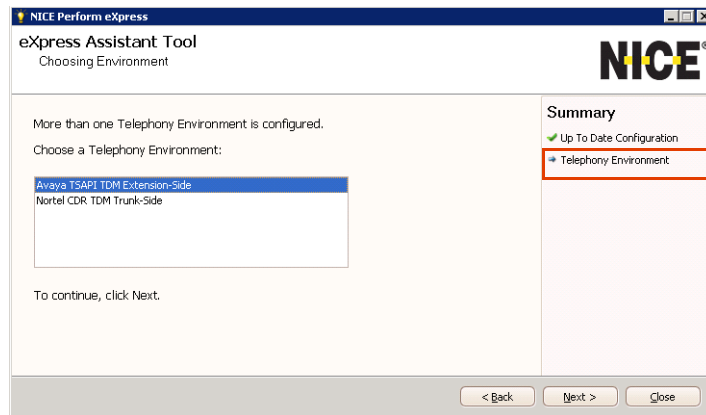 NICE Perform eXpress
eXpress Assistant Tool
Choosing Environment
NICE®
More than one Telephony Environment is configured.
Choose a Telephony Environment:
Avaya TSAPI TDM Extension-Side
Nortel CDR TDM Trunk-Side
To continue, click Next.
Summary
Up To Date Configuration
Telephony Environment
< Back
Next >
Close